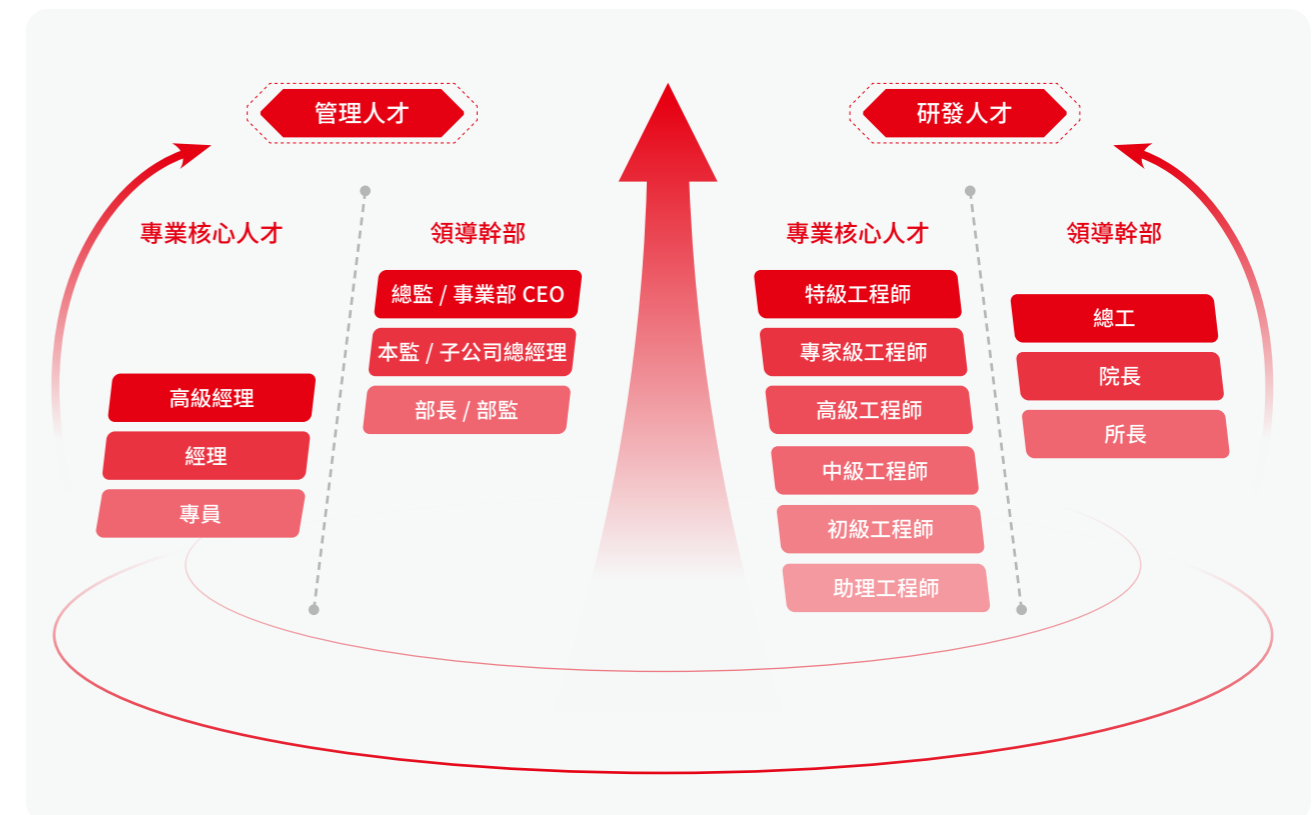 管理人才
專業核心人才
高級經理
經理
專員
領導幹部
總監 / 事業部 CEO
本監 / 子公司總經理
部長 / 部監
研發人才
專業核心人才
特級工程師
專家級工程師
高級工程師
中級工程師
初級工程師
助理工程師
領導幹部
總工
院長
所長